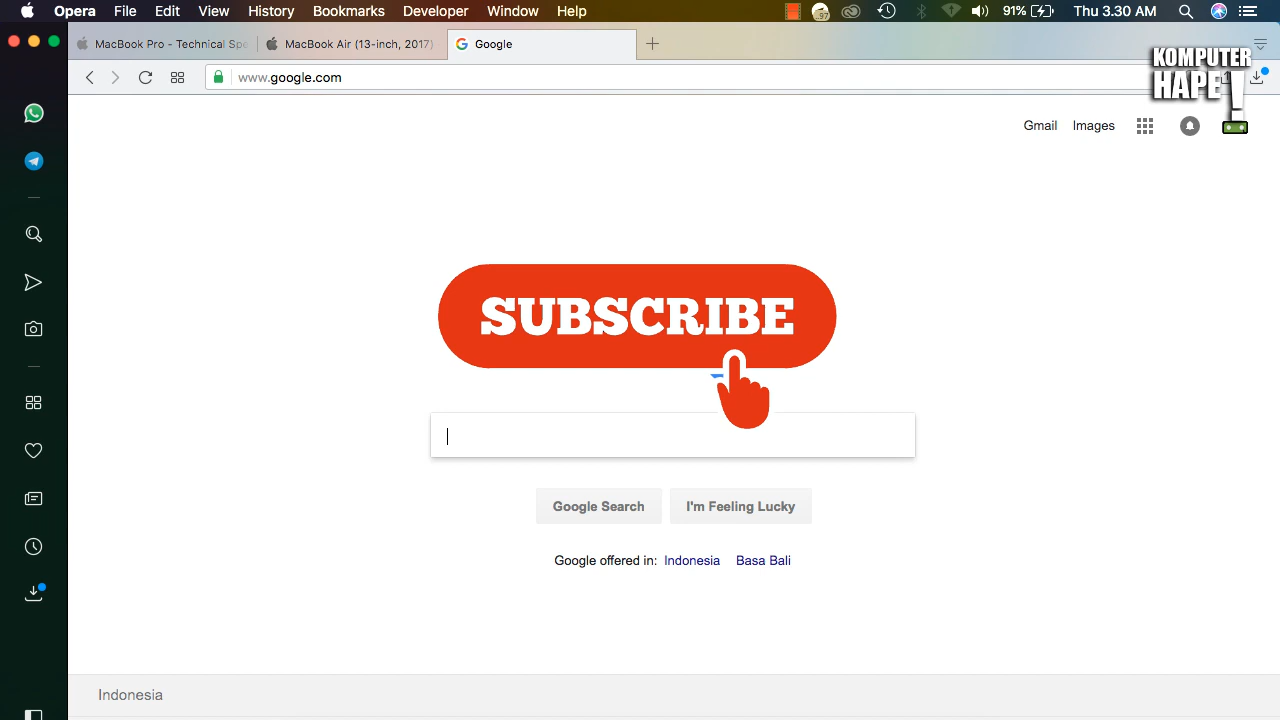 Opera File Edit View History Bookmarks Developer Window Help 97 91% Thu 3.30 AM
MacBook Pro - Technical Spe MacBook Air (13-inch, 2017) Google
www.google.com
KOMPUTER
HAPE!
Gmail Images
SUBSCRIBE
Google Search I'm Feeling Lucky
Google offered in: Indonesia Basa Bali
Indonesia